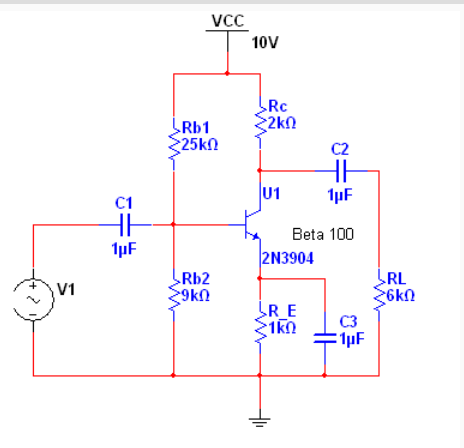 VCC
10V
Rc
2kΩ
Rb1
25kΩ
C2
1µF
C1
1µF
U1
Beta 100
2N3904
V1
Rb2
9kΩ
RL
6kΩ
R_E
1kΩ
C3
1µF